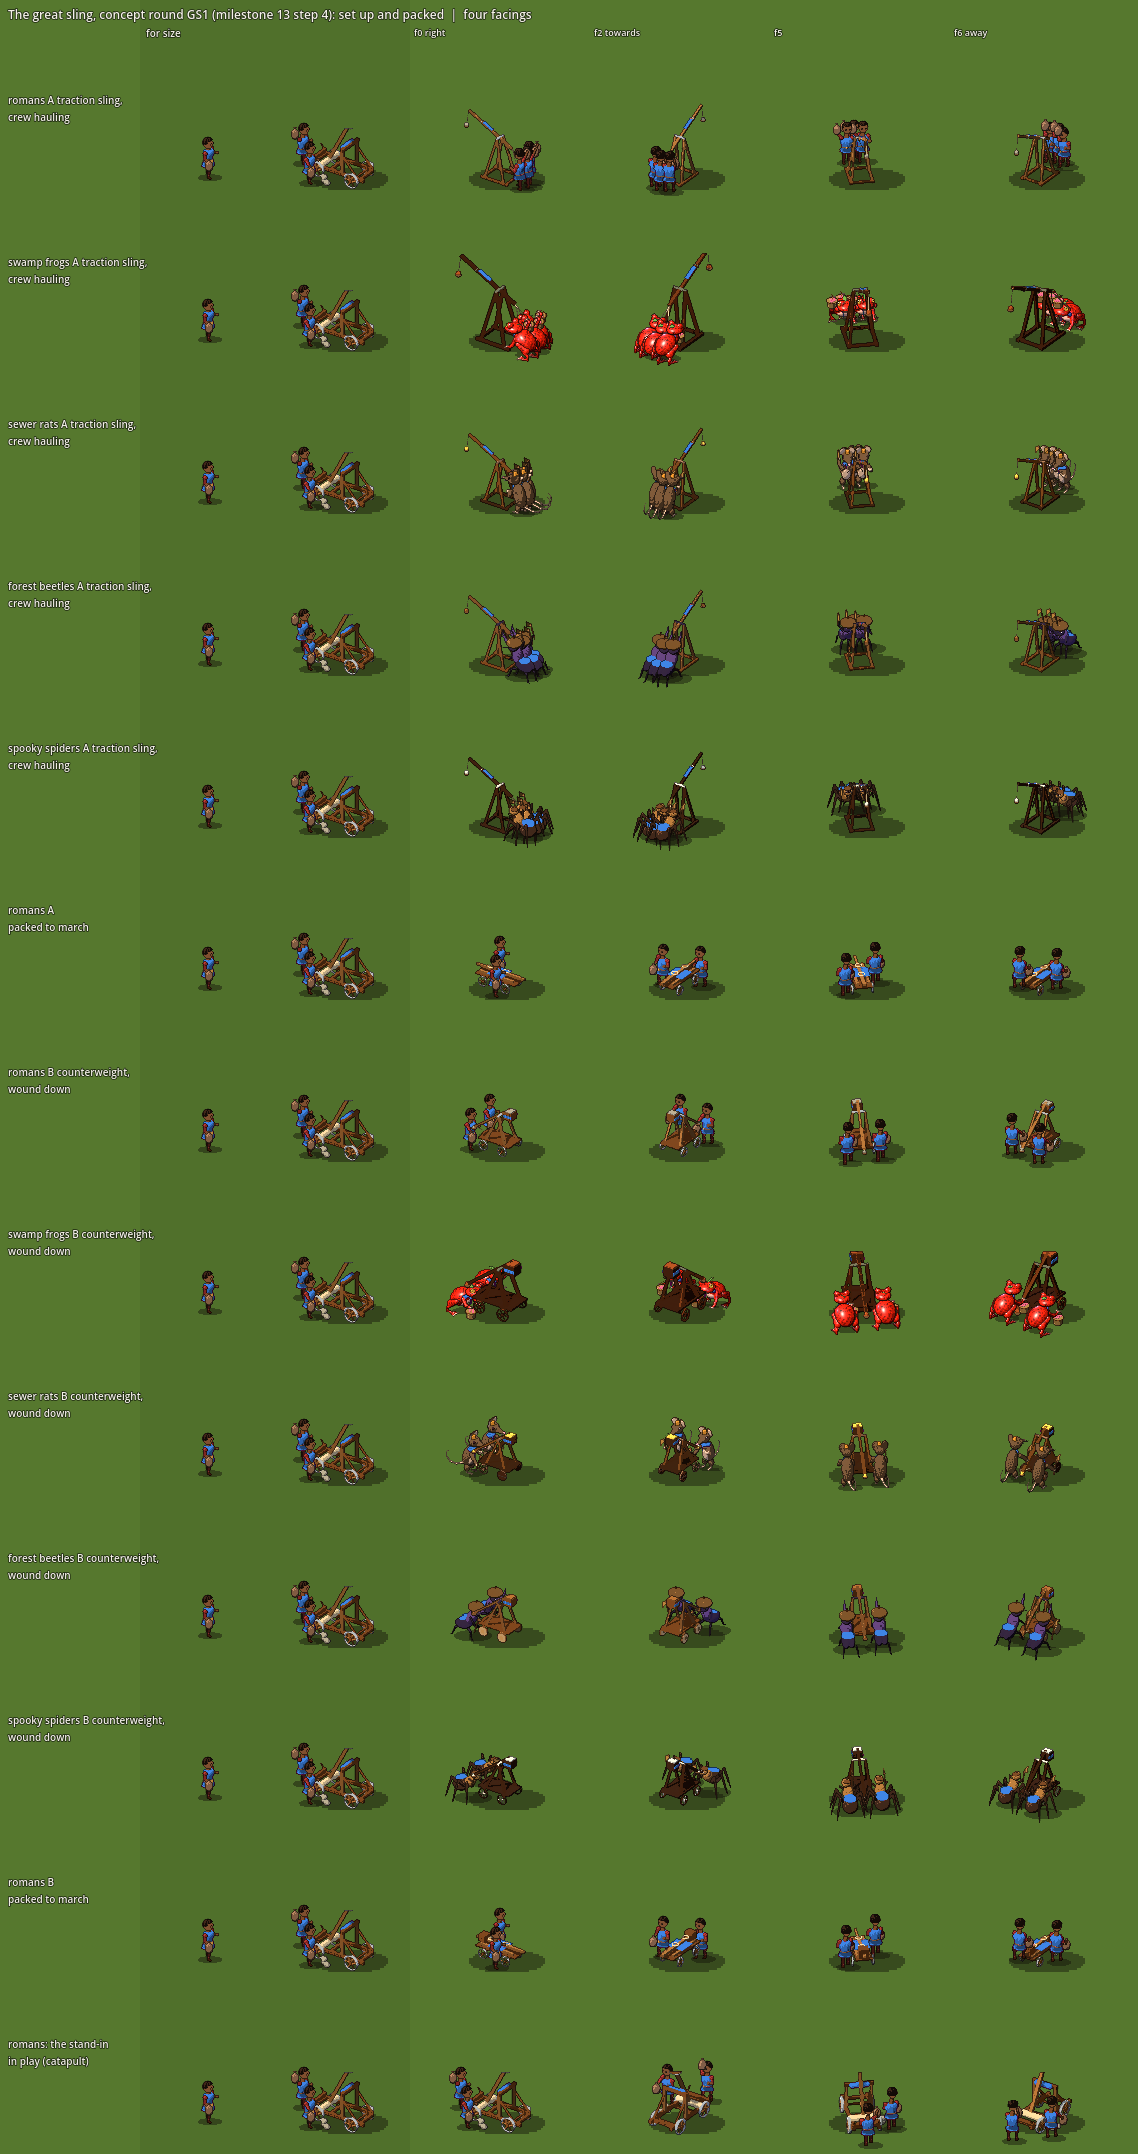 The great sling, concept round GS1 (milestone 13 step 4): set up and packed | four facings
for size
f0 right
f2 towards
f5
f6 away
romans A traction sling,
crew hauling
swamp frogs A traction sling,
crew hauling
sewer rats A traction sling,
crew hauling
forest beetles A traction sling,
crew hauling
spooky spiders A traction sling,
crew hauling
romans A
packed to march
romans B counterweight,
wound down
swamp frogs B counterweight,
wound down
sewer rats B counterweight,
wound down
forest beetles B counterweight,
wound down
spooky spiders B counterweight,
wound down
romans B
packed to march
romans: the stand-in
in play (catapult)